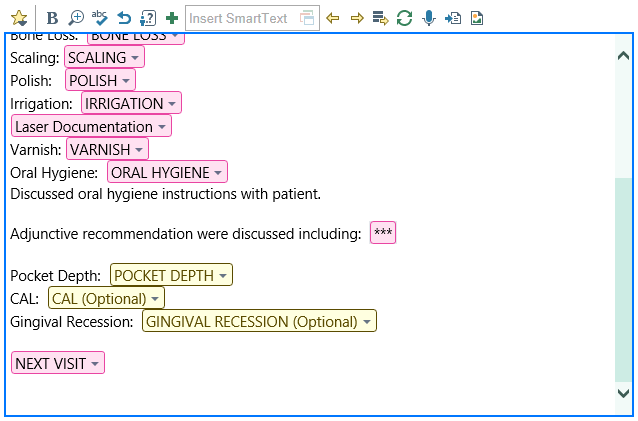 B abc Insert SmartText
Bone Loss: BONE LOSS
Scaling: SCALING
Polish: POLISH
Irrigation: IRRIGATION
Laser Documentation
Varnish: VARNISH
Oral Hygiene: ORAL HYGIENE
Discussed oral hygiene instructions with patient.
Adjunctive recommendation were discussed including: ***
Pocket Depth: POCKET DEPTH
CAL: CAL (Optional)
Gingival Recession: GINGIVAL RECESSION (Optional)
NEXT VISIT